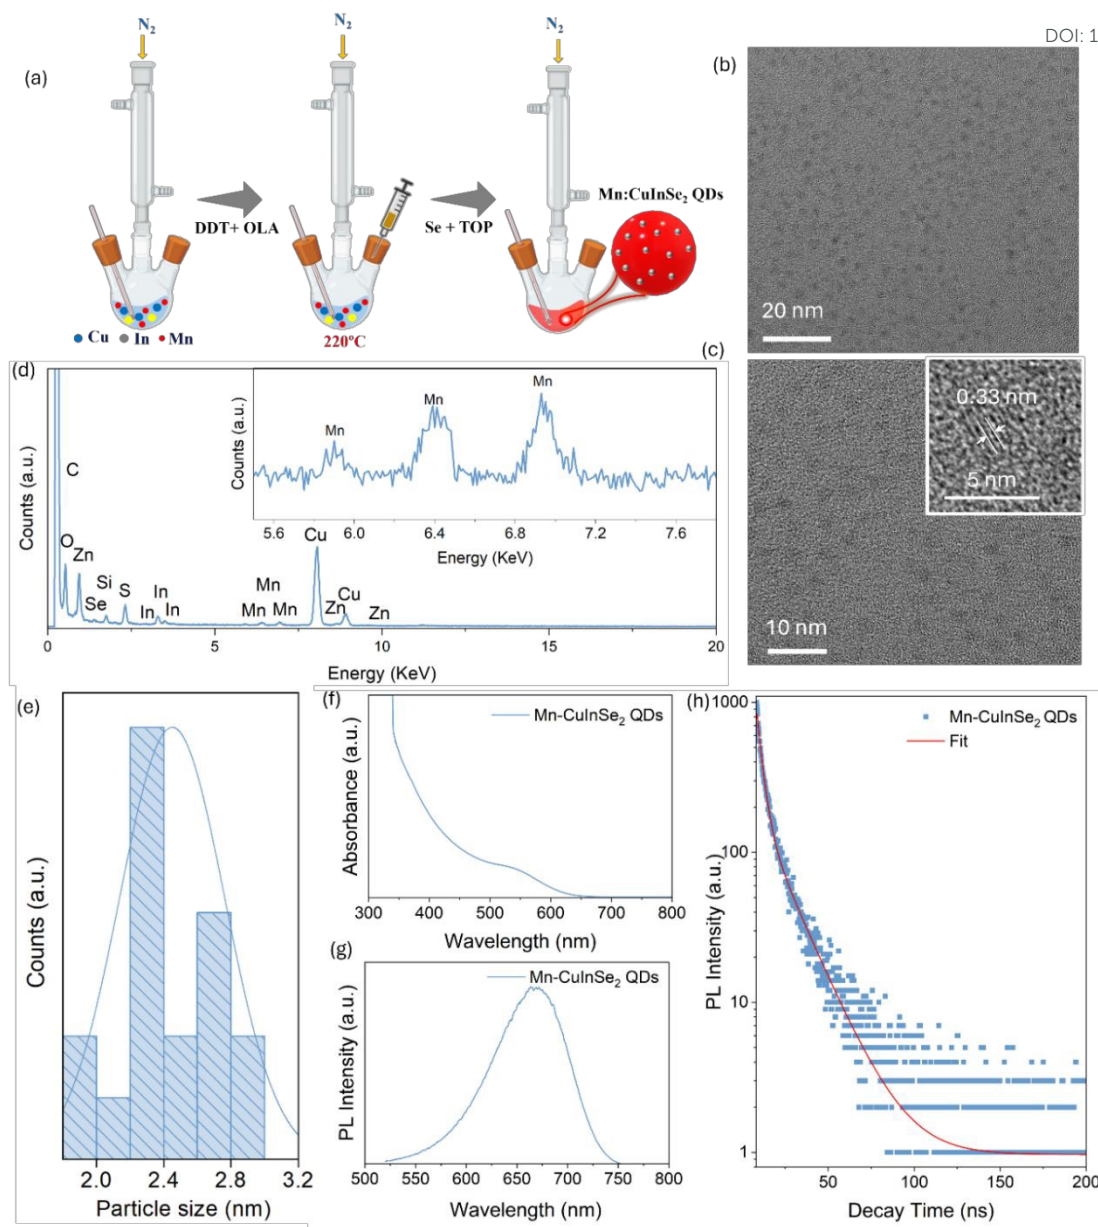 DOI: 1
(a)
N₂
N₂
N₂
DDT+ OLA
Se + TOP
Mn:CuInSe₂ QDs
Cu In Mn
220°C
(b)
20 nm
(c)
0.33 nm
5 nm
10 nm
(d)
Counts (a.u.)
C
O
Zn
Se
Si
S
In
In
In
Mn
Mn
Mn
Cu
Zn
Cu
Zn
0 5 10 15 20
Energy (KeV)
Counts (a.u.)
Mn
Mn
Mn
5.6 6.0 6.4 6.8 7.2 7.6
Energy (KeV)
(e)
Counts (a.u.)
2.0 2.4 2.8 3.2
Particle size (nm)
(f)
Mn-CuInSe₂ QDs
Absorbance (a.u.)
300 400 500 600 700 800
Wavelength (nm)
(g)
Mn-CuInSe₂ QDs
PL Intensity (a.u.)
500 550 600 650 700 750 800
Wavelength (nm)
(h)
Mn-CuInSe₂ QDs
Fit
PL Intensity (a.u.)
1000
100
10
1
50 100 150 200
Decay Time (ns)